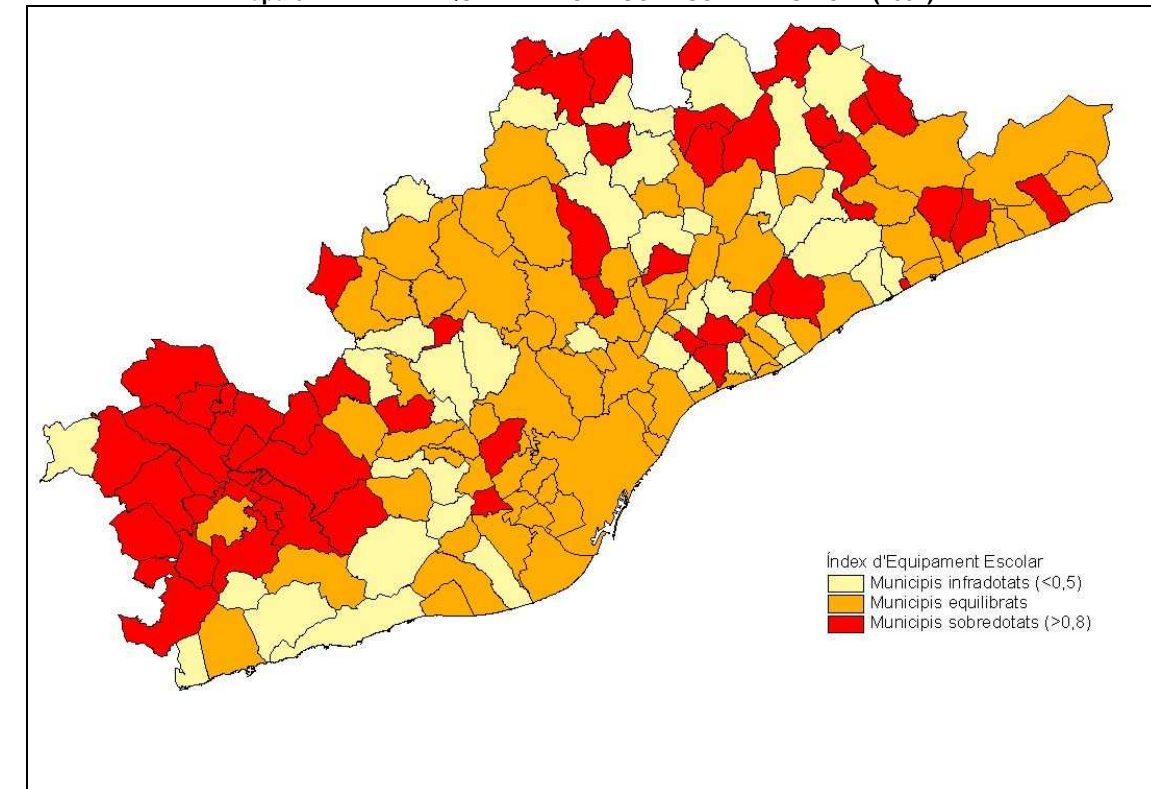 Índex d'Equipament Escolar
Municipis infradotats (<0,5)
Municipis equilibrats
Municipis sobredotats (>0,8)